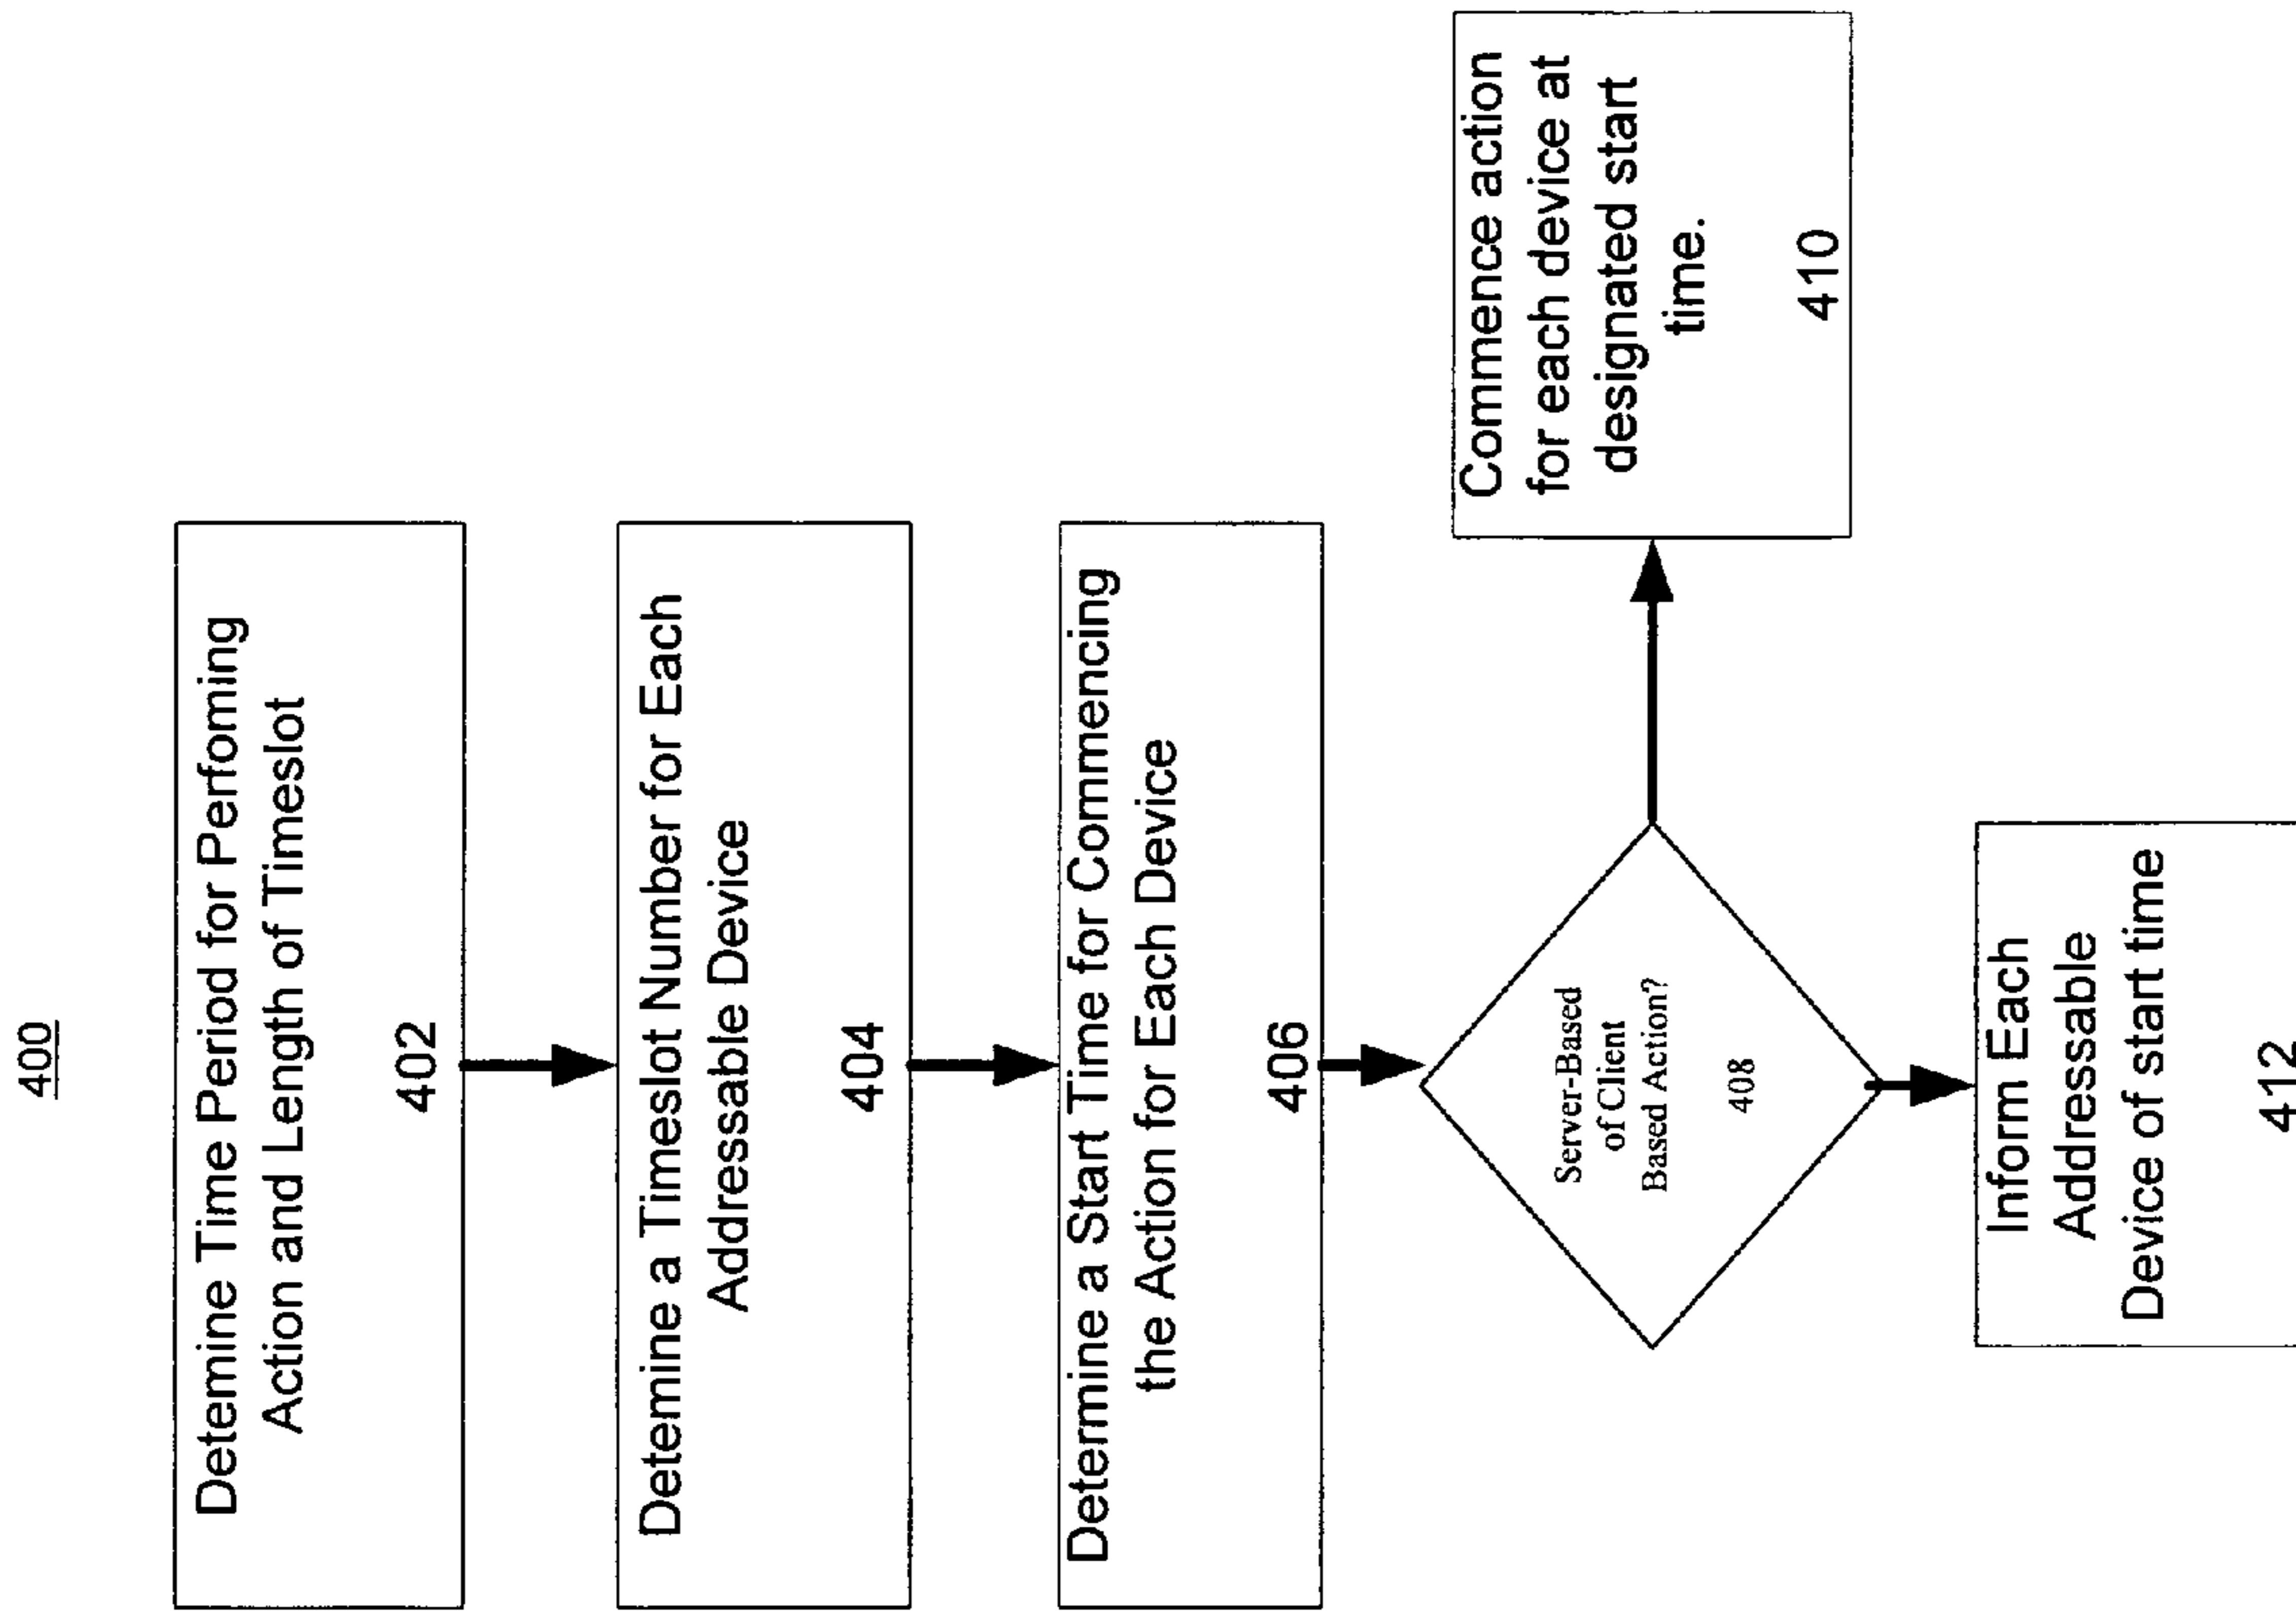 400
Detemine Time Period for Perfoming
Action and Length of Timeslot
402
Detemine a Timeslot Number for Each
Addressable Device
404
Determine a Start Time for Commencing
the Action for Each Device
406
Server-Based
of Client
Based Action?
408
Commence action
for each device at
designated start
time.
410
Inform Each
Addressable
Device of start time
412